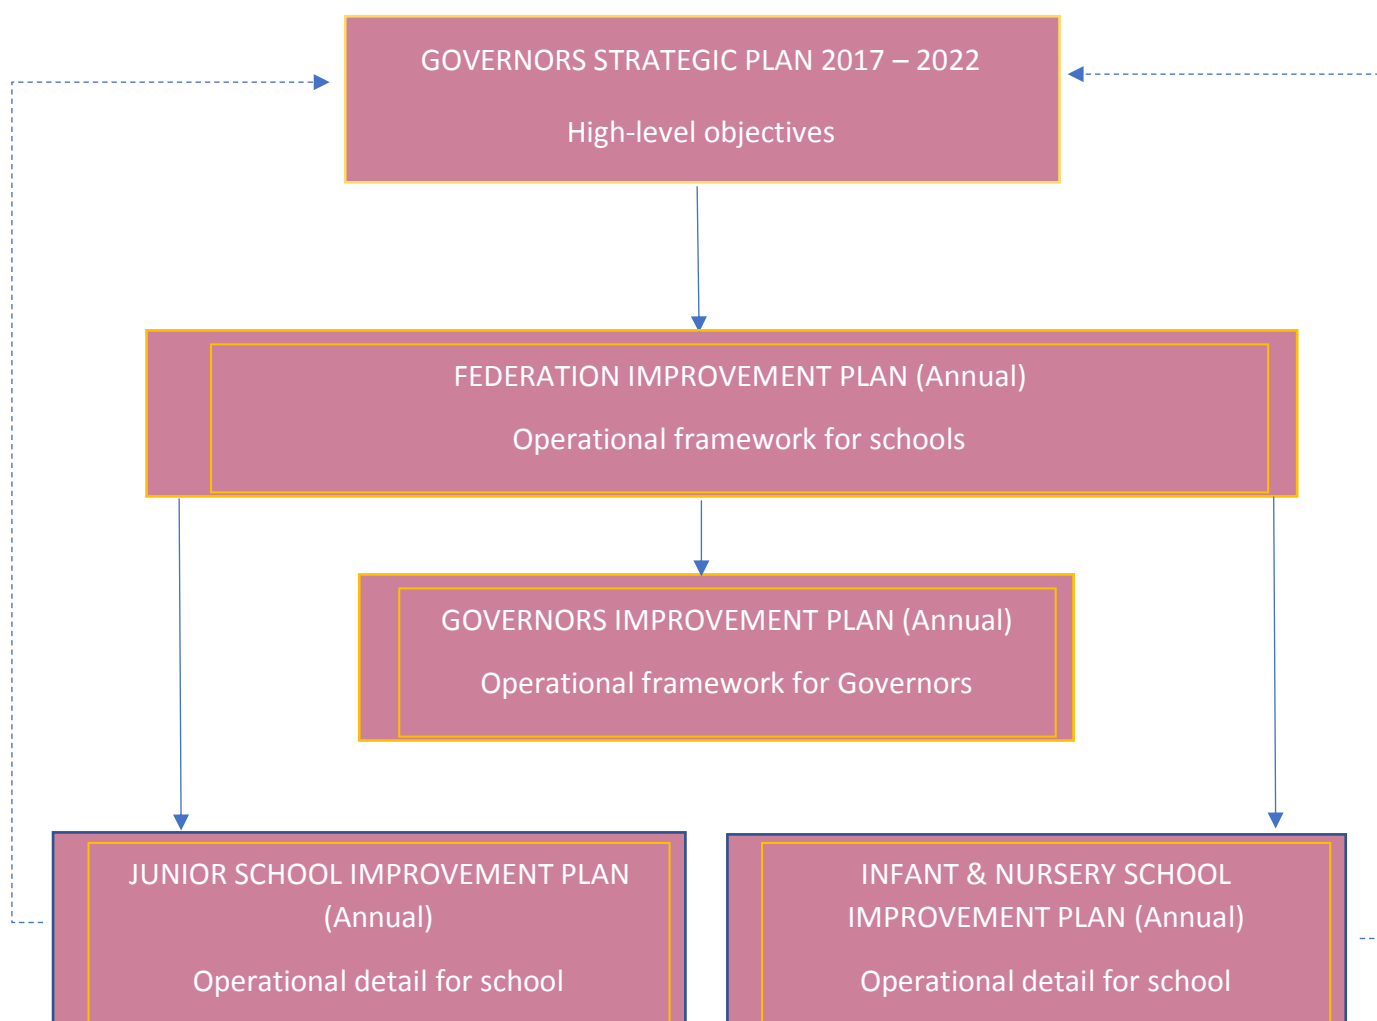 GOVERNORS STRATEGIC PLAN 2017 – 2022
High-level objectives
FEDERATION IMPROVEMENT PLAN (Annual)
Operational framework for schools
GOVERNORS IMPROVEMENT PLAN (Annual)
Operational framework for Governors
JUNIOR SCHOOL IMPROVEMENT PLAN
(Annual)
Operational detail for school
INFANT & NURSERY SCHOOL
IMPROVEMENT PLAN (Annual)
Operational detail for school